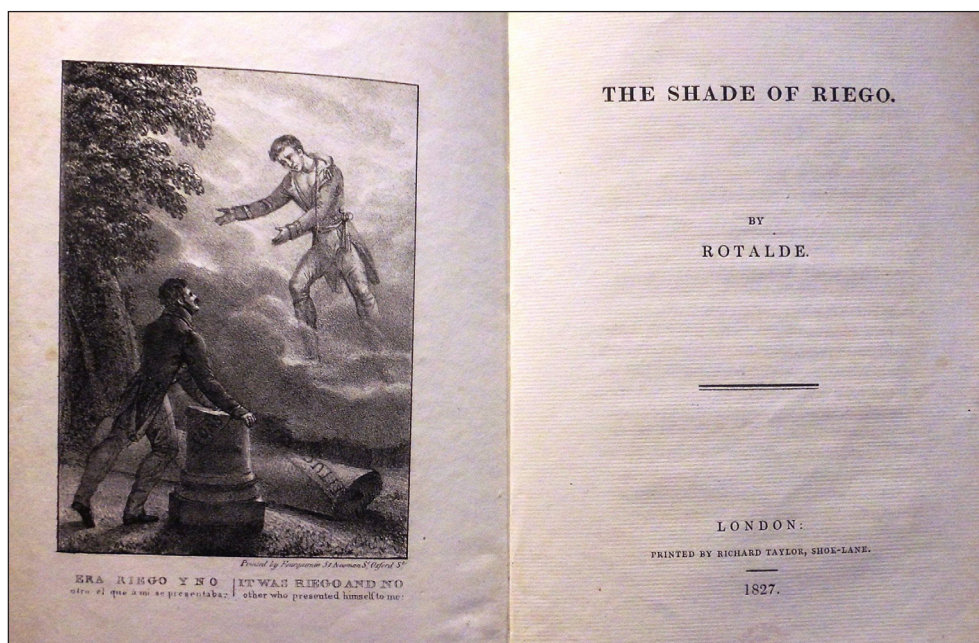 TITUC
Printed by Fourquemin St Newman St Oxford St
ERA RIEGO Y NO
otro el que a mi se presentaba:
IT WAS RIEGO AND NO
other who presented himself to me:
THE SHADE OF RIEGO.
BY
ROTALDE.
LONDON:
PRINTED BY RICHARD TAYLOR, SHOE-LANE.
1827.